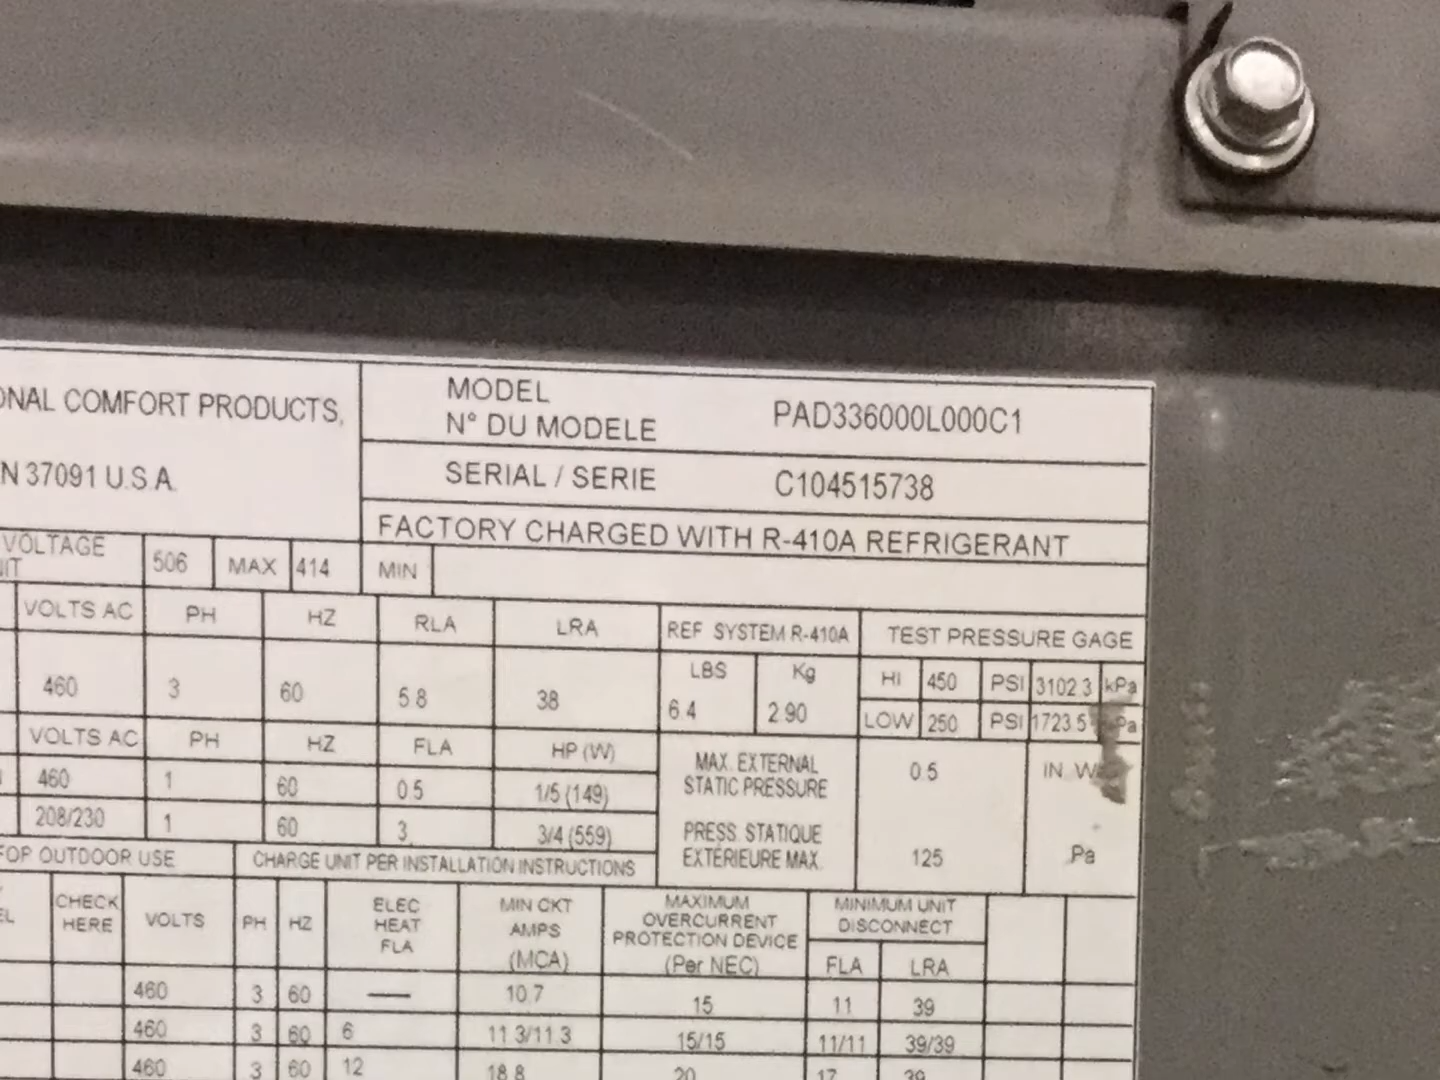 ONAL COMFORT PRODUCTS,
N 37091 U.S.A.
MODEL
N° DU MODELE PAD336000L000C1
SERIAL / SERIE C104515738
FACTORY CHARGED WITH R-410A REFRIGERANT
VOLTAGE
506 MAX 414 MIN
VOLTS AC PH HZ RLA LRA REF SYSTEM R-410A TEST PRESSURE GAGE
460 3 60 5.8 38
LBS Kg
6.4 2.90
HI 450 PSI 3102.3 kPa
LOW 250 PSI 1723.5
VOLTS AC PH HZ FLA HP (W)
460 1 60 0.5 1/5 (149)
208/230 1 60 3 3/4 (559)
MAX. EXTERNAL
STATIC PRESSURE 0.5 IN.
PRESS. STATIQUE
EXTERIEURE MAX. 125 Pa
FOR OUTDOOR USE CHARGE UNIT PER INSTALLATION INSTRUCTIONS
CHECK
HERE
VOLTS PH HZ
ELEC
HEAT
FLA
MIN CKT
AMPS
(MCA)
MAXIMUM
OVERCURRENT
PROTECTION DEVICE
(Per NEC)
MINIMUM UNIT
DISCONNECT
FLA LRA
460 3 60 — 10.7 15 11 39
460 3 60 6 11.3/11.3 15/15 11/11 39/39
460 3 60 12 18.8 20 17 39